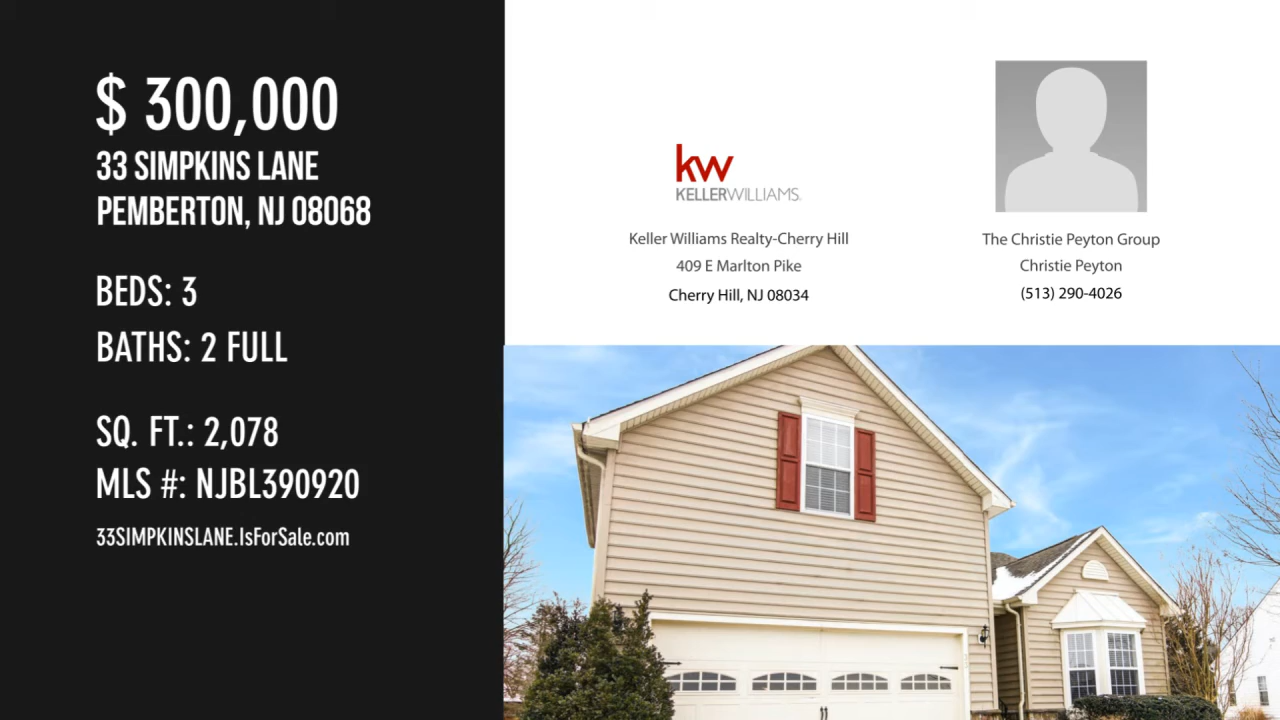 $ 300,000
33 SIMPKINS LANE
PEMBERTON, NJ 08068
BEDS: 3
BATHS: 2 FULL
SQ. FT.: 2,078
MLS #: NJBL390920
33SIMPKINSLANE.IsForSale.com
kw
KELLERWILLIAMS.
Keller Williams Realty-Cherry Hill
409 E Marlton Pike
Cherry Hill, NJ 08034
The Christie Peyton Group
Christie Peyton
(513) 290-4026